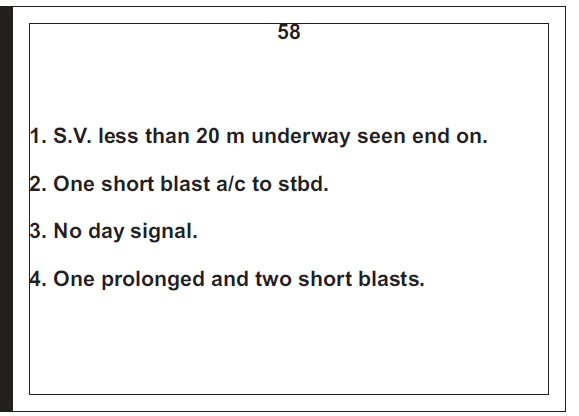 58
1. S.V. less than 20 m underway seen end on.
2. One short blast a/c to stbd.
3. No day signal.
4. One prolonged and two short blasts.